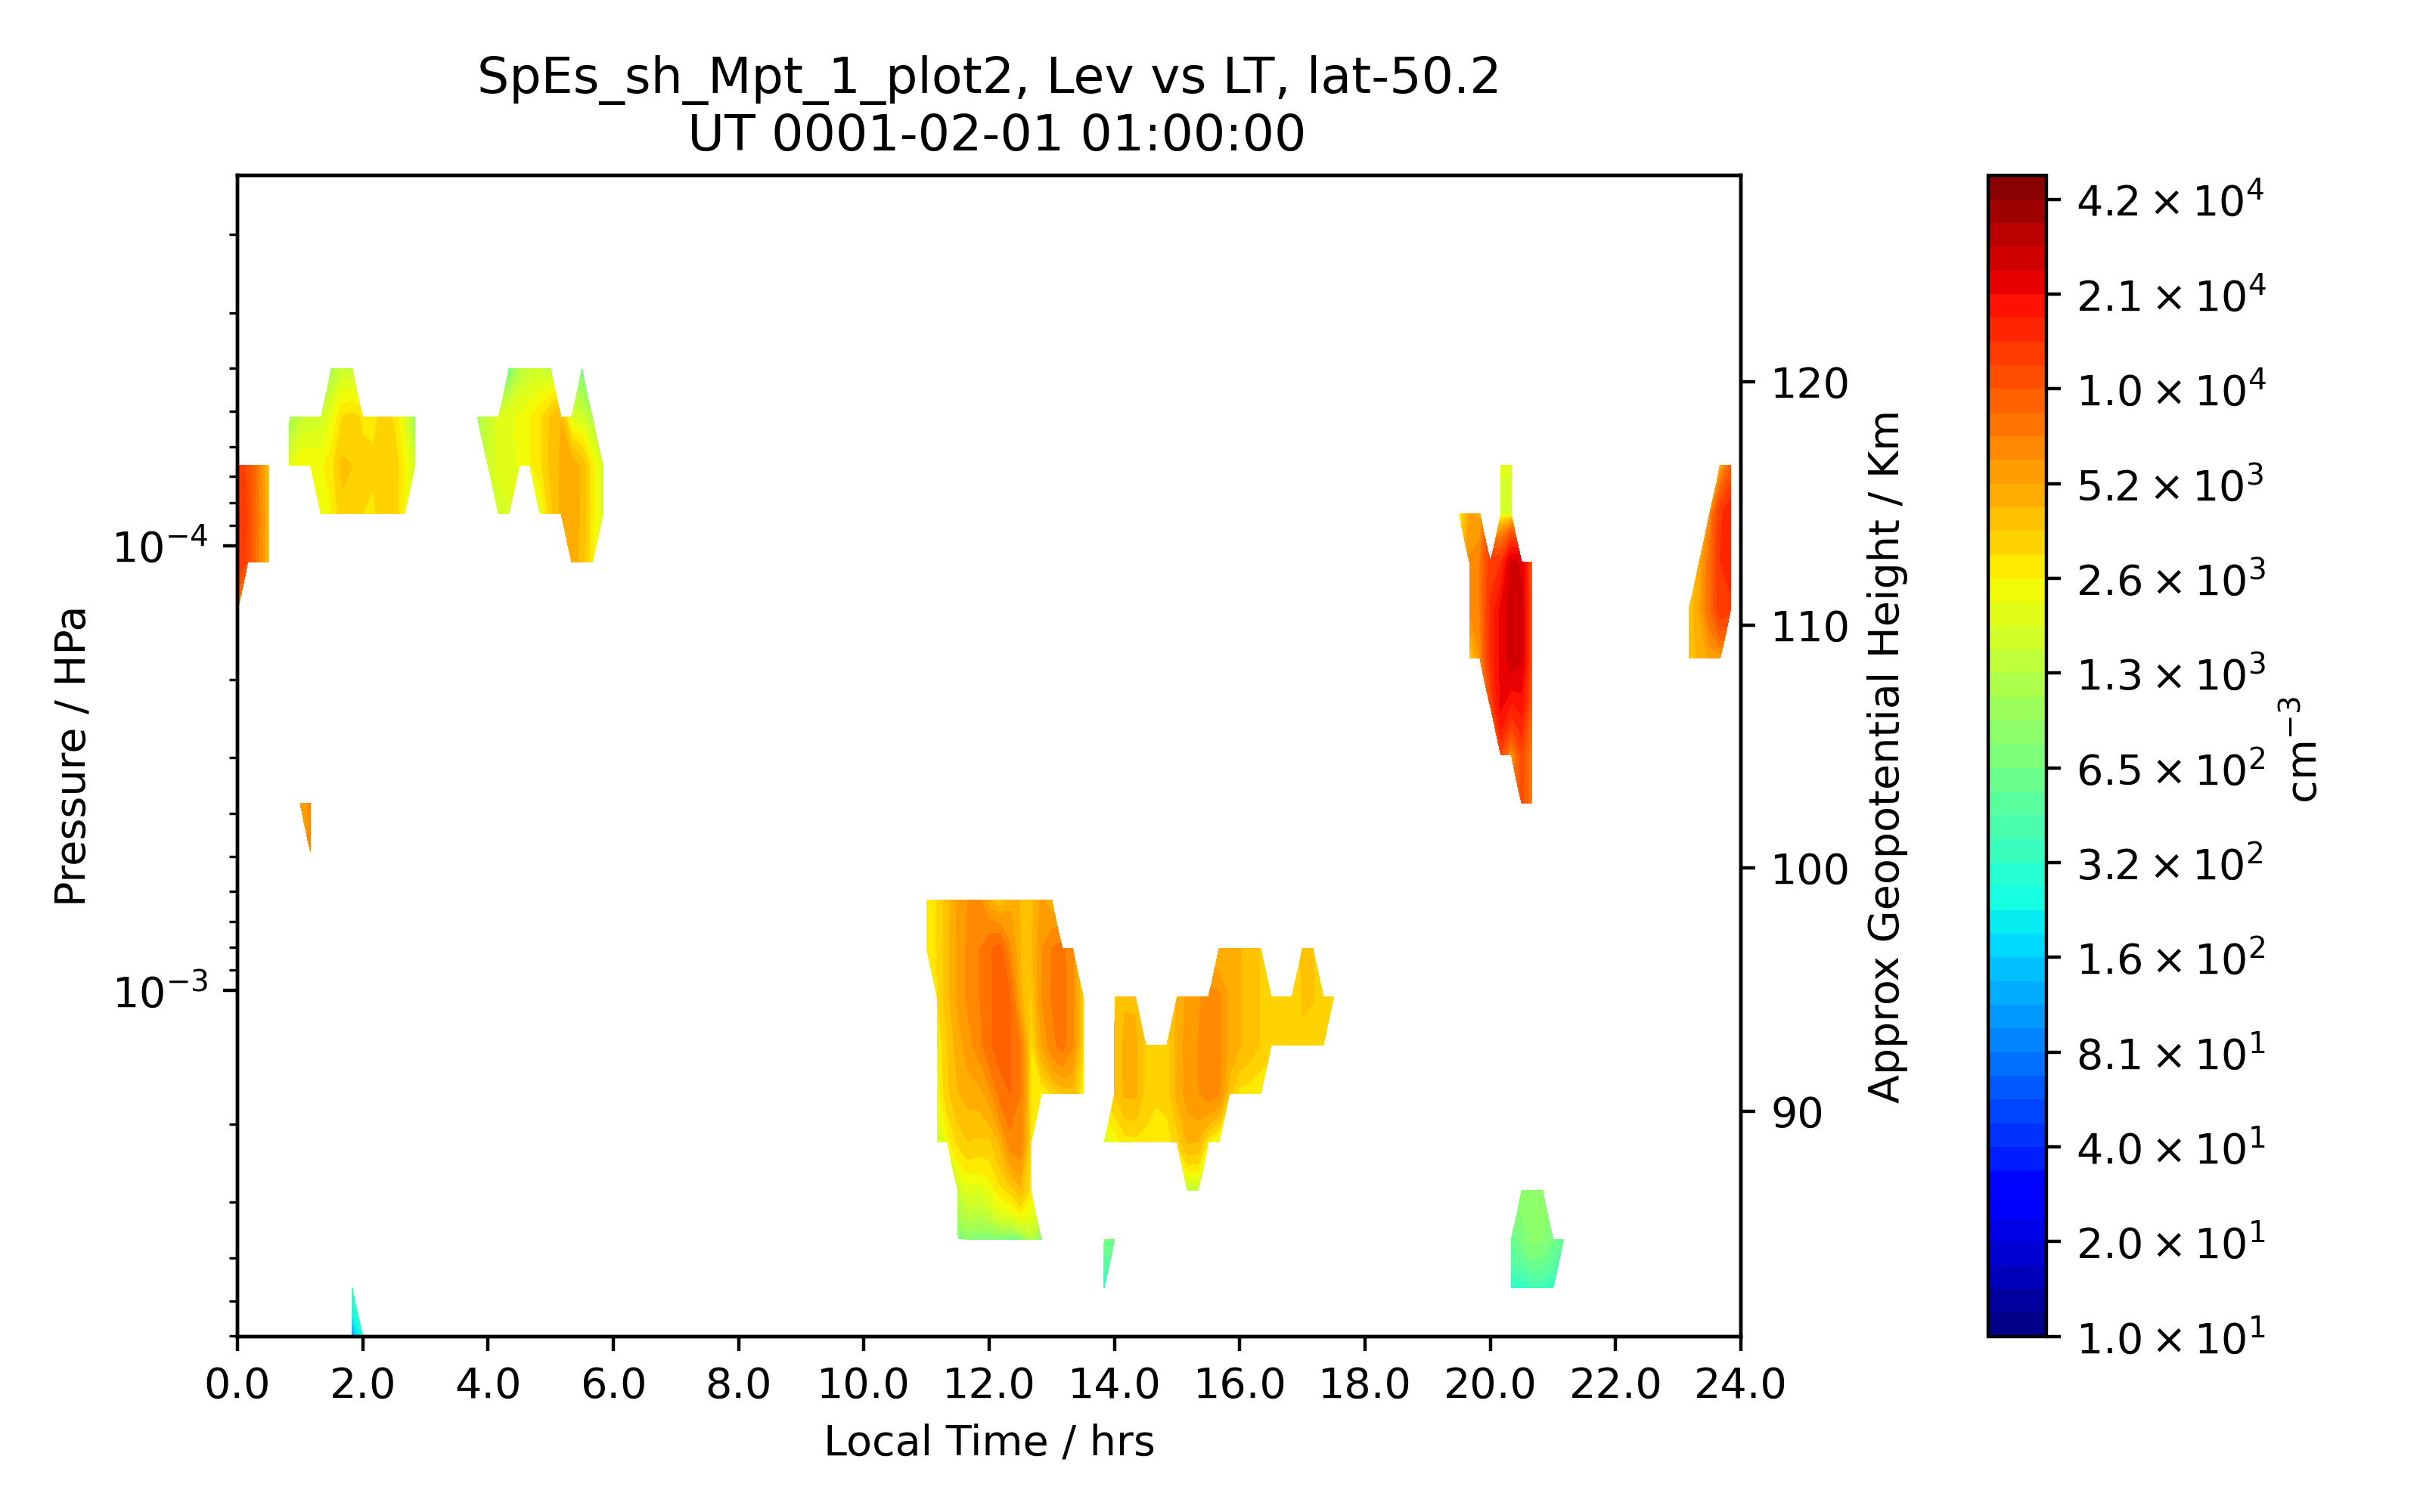 SpEs_sh_Mpt_1_plot2, Lev vs LT, lat-50.2
UT 0001-02-01 01:00:00
Pressure / HPa
10⁻⁴
10⁻³
0.0 2.0 4.0 6.0 8.0 10.0 12.0 14.0 16.0 18.0 20.0 22.0 24.0
Local Time / hrs
120
110
100
90
Approx Geopotential Height / Km
4.2 × 10⁴
2.1 × 10⁴
1.0 × 10⁴
5.2 × 10³
2.6 × 10³
1.3 × 10³
6.5 × 10²
3.2 × 10²
1.6 × 10²
8.1 × 10¹
4.0 × 10¹
2.0 × 10¹
1.0 × 10¹
cm⁻³